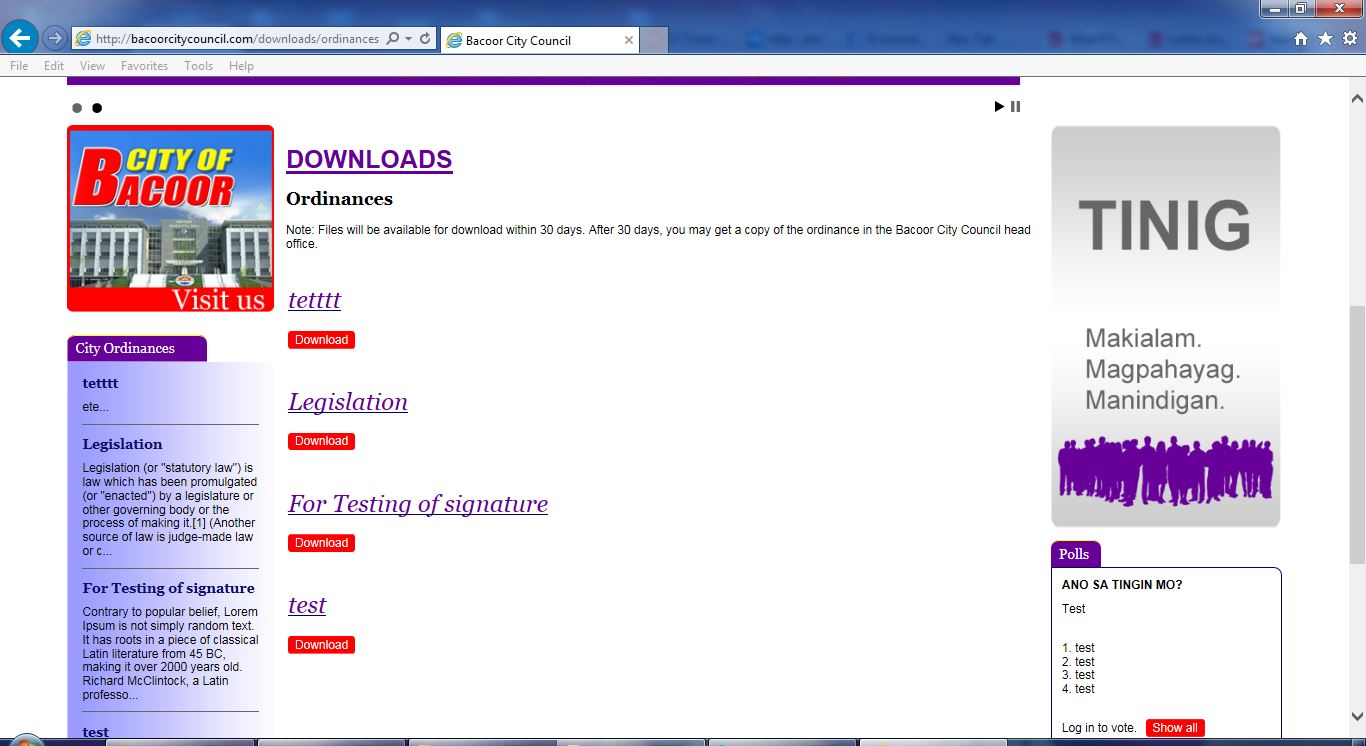 http://bacoorcitycouncil.com/downloads/ordinances
Bacoor City Council
File Edit View Favorites Tools Help
CITY OF
BACOOR
Visit us
City Ordinances
tetttt
ete...
Legislation
Legislation (or "statutory law") is
law which has been promulgated
(or "enacted") by a legislature or
other governing body or the
process of making it.[1] (Another
source of law is judge-made law
or c...
For Testing of signature
Contrary to popular belief, Lorem
Ipsum is not simply random text.
It has roots in a piece of classical
Latin literature from 45 BC,
making it over 2000 years old.
Richard McClintock, a Latin
professo...
test
DOWNLOADS
Ordinances
Note: Files will be available for download within 30 days. After 30 days, you may get a copy of the ordinance in the Bacoor City Council head
office.
tetttt
Download
Legislation
Download
For Testing of signature
Download
test
Download
TINIG
Makialam.
Magpahayag.
Manindigan.
Polls
ANO SA TINGIN MO?
Test
1. test
2. test
3. test
4. test
Log in to vote. Show all